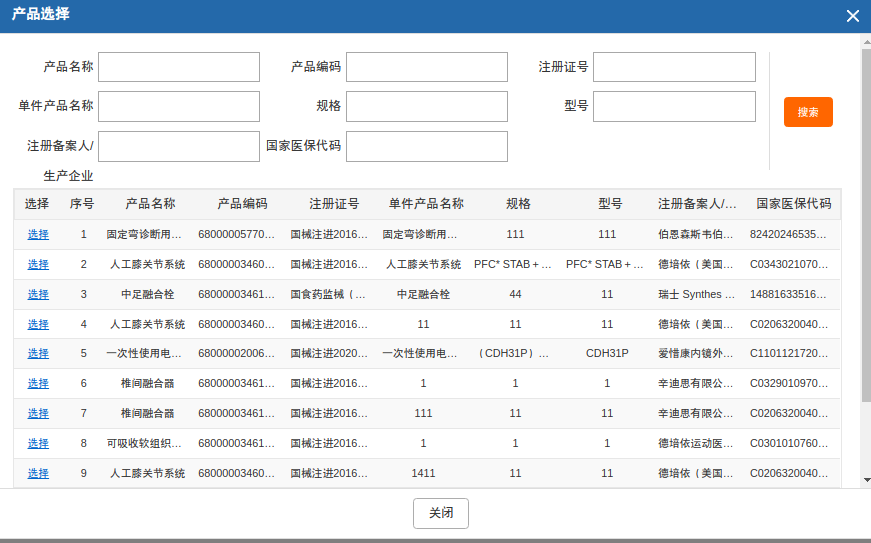 产品选择
产品名称 产品编码 注册证号
单件产品名称 规格 型号
搜索
注册备案人/ 国家医保代码
生产企业
选择 序号 产品名称 产品编码 注册证号 单件产品名称 规格 型号 注册备案人/... 国家医保代码
选择 1 固定弯诊断用... 68000005770... 国械注进2016... 固定弯诊断用... 111 111 伯恩森斯韦伯... 82420246535...
选择 2 人工膝关节系统 68000003460... 国械注进2016... 人工膝关节系统 PFC* STAB + ... PFC* STAB + ... 德培依（美国... C0343021070...
选择 3 中足融合栓 68000003461... 国食药监械（... 中足融合栓 44 11 瑞士 Synthes ... 14881633516...
选择 4 人工膝关节系统 68000003460... 国械注进2016... 11 11 11 德培依（美国... C0206320040...
选择 5 一次性使用电... 68000002006... 国械注进2020... 一次性使用电... （CDH31P）... CDH31P 爱惜康内镜外... C1101121720...
选择 6 椎间融合器 68000003461... 国械注进2016... 1 1 1 辛迪思有限公... C0329010970...
选择 7 椎间融合器 68000003461... 国械注进2016... 111 11 11 辛迪思有限公... C0206320040...
选择 8 可吸收软组织... 68000003461... 国械注进2016... 1 1 1 德培依运动医... C0301010760...
选择 9 人工膝关节系统 68000003460... 国械注进2016... 1411 11 11 德培依（美国... C0206320040...
关闭